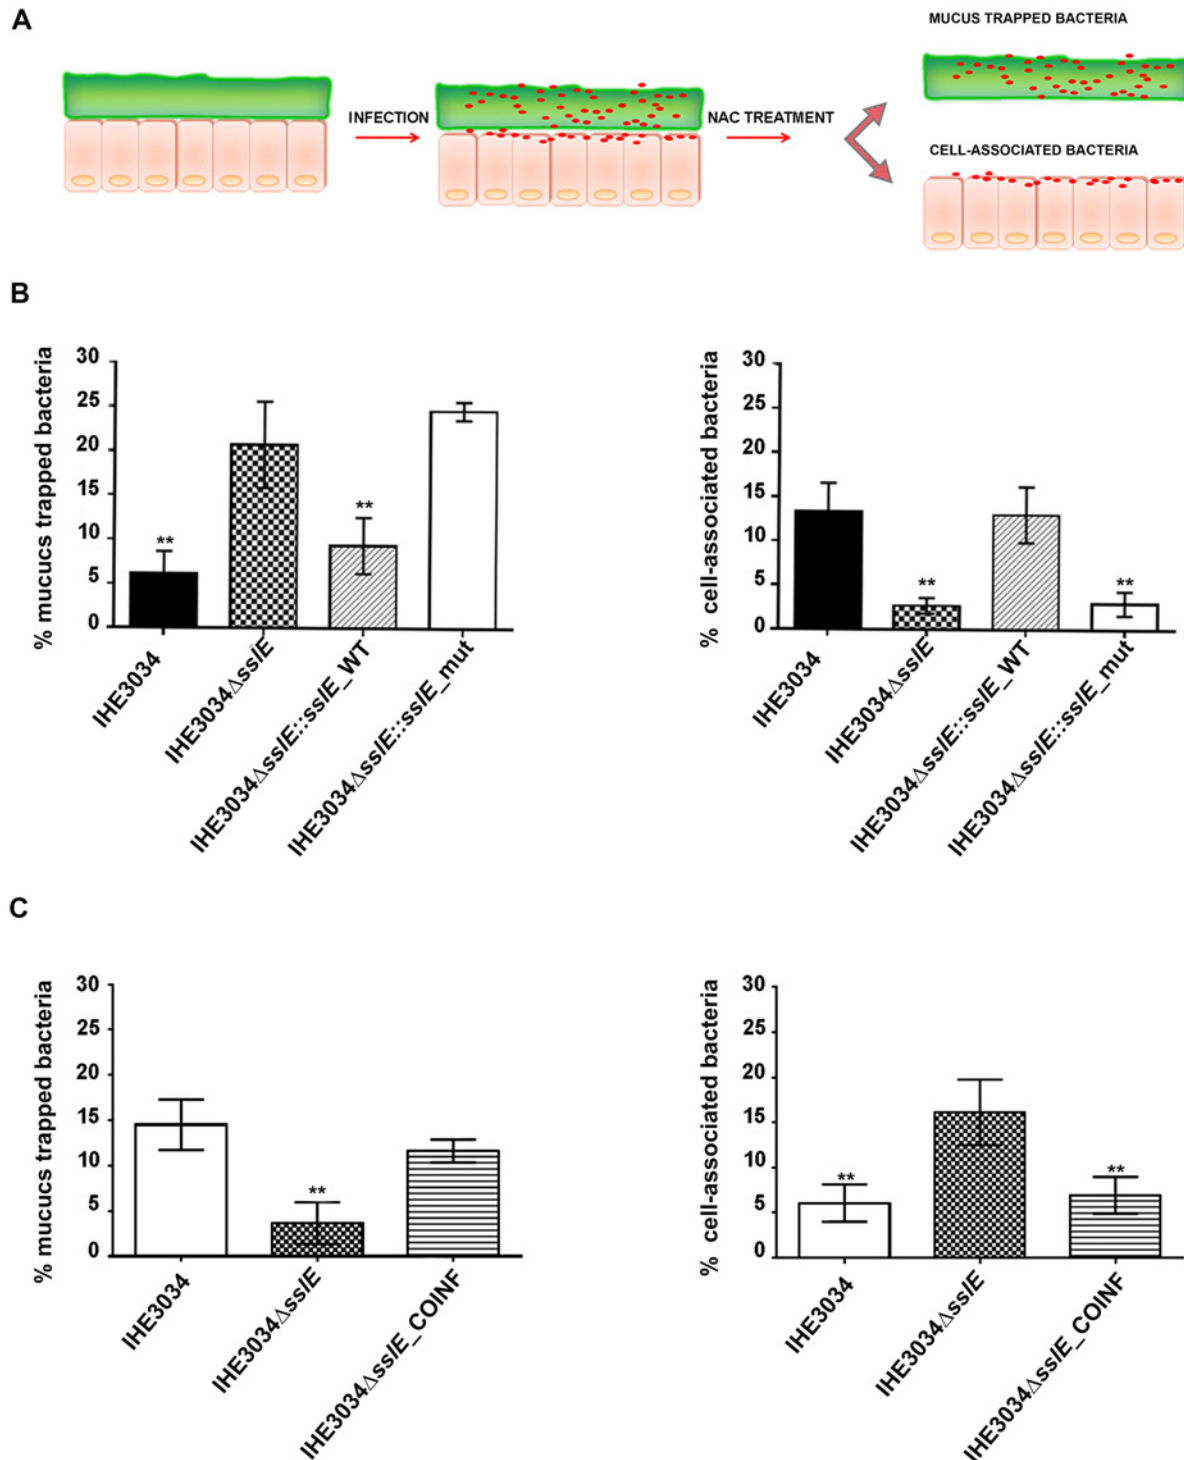 A
MUCUS TRAPPED BACTERIA
INFECTION
NAC TREATMENT
CELL-ASSOCIATED BACTERIA
B
% mucucs trapped bacteria
30
25
20
15
10
5
0
**
**
IHE3034
IHE3034ΔsslE
IHE3034ΔsslE::sslE_WT
IHE3034ΔsslE::sslE_mut
% cell-associated bacteria
30
25
20
15
10
5
0
**
**
IHE3034
IHE3034ΔsslE
IHE3034ΔsslE::sslE_WT
IHE3034ΔsslE::sslE_mut
C
% mucucs trapped bacteria
30
25
20
15
10
5
0
**
IHE3034
IHE3034ΔsslE
IHE3034ΔsslE_COINF
% cell-associated bacteria
30
25
20
15
10
5
0
**
**
IHE3034
IHE3034ΔsslE
IHE3034ΔsslE_COINF